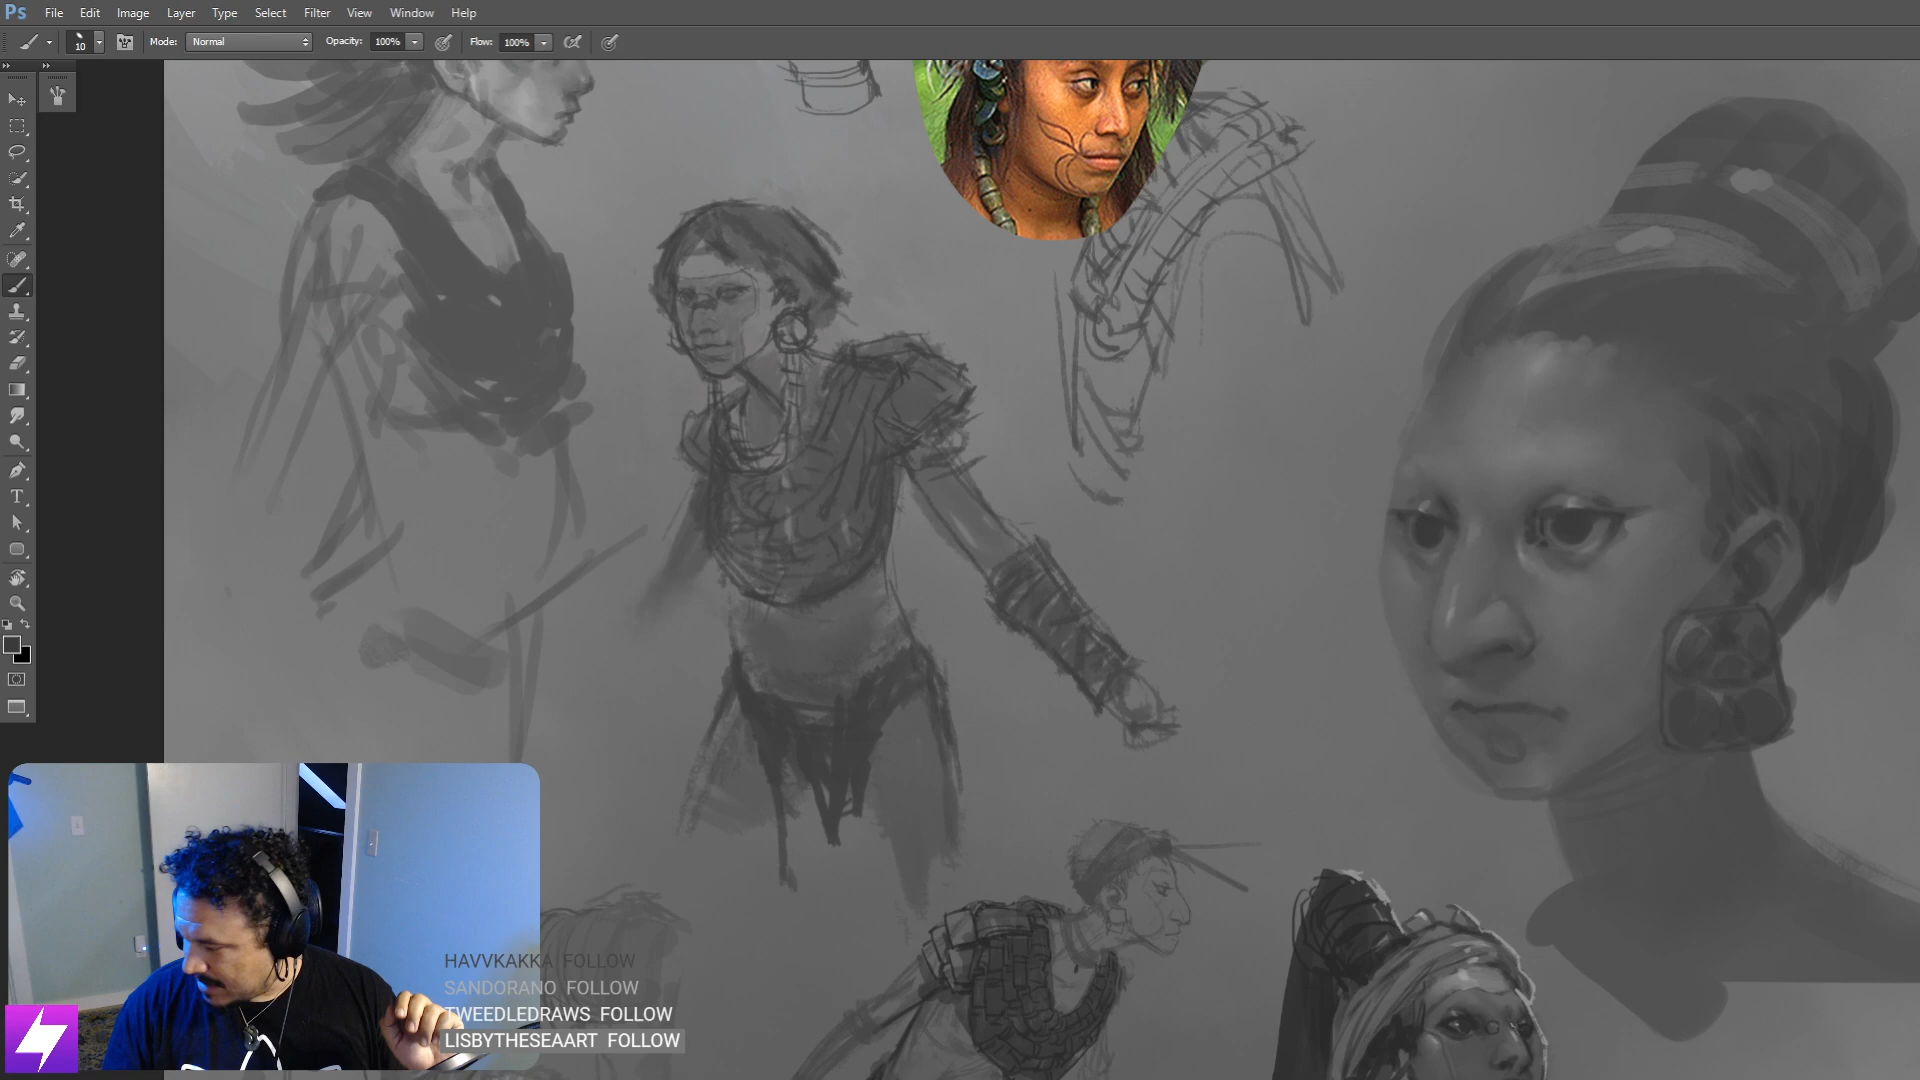 Ps File Edit Image Layer Type Select Filter View Window Help
10 Mode: Normal Opacity: 100% Flow: 100%
T
HAVVKAKKA FOLLOW
SANDORANO FOLLOW
TWEEDLEDRAWS FOLLOW
LISBYTHESEAART FOLLOW